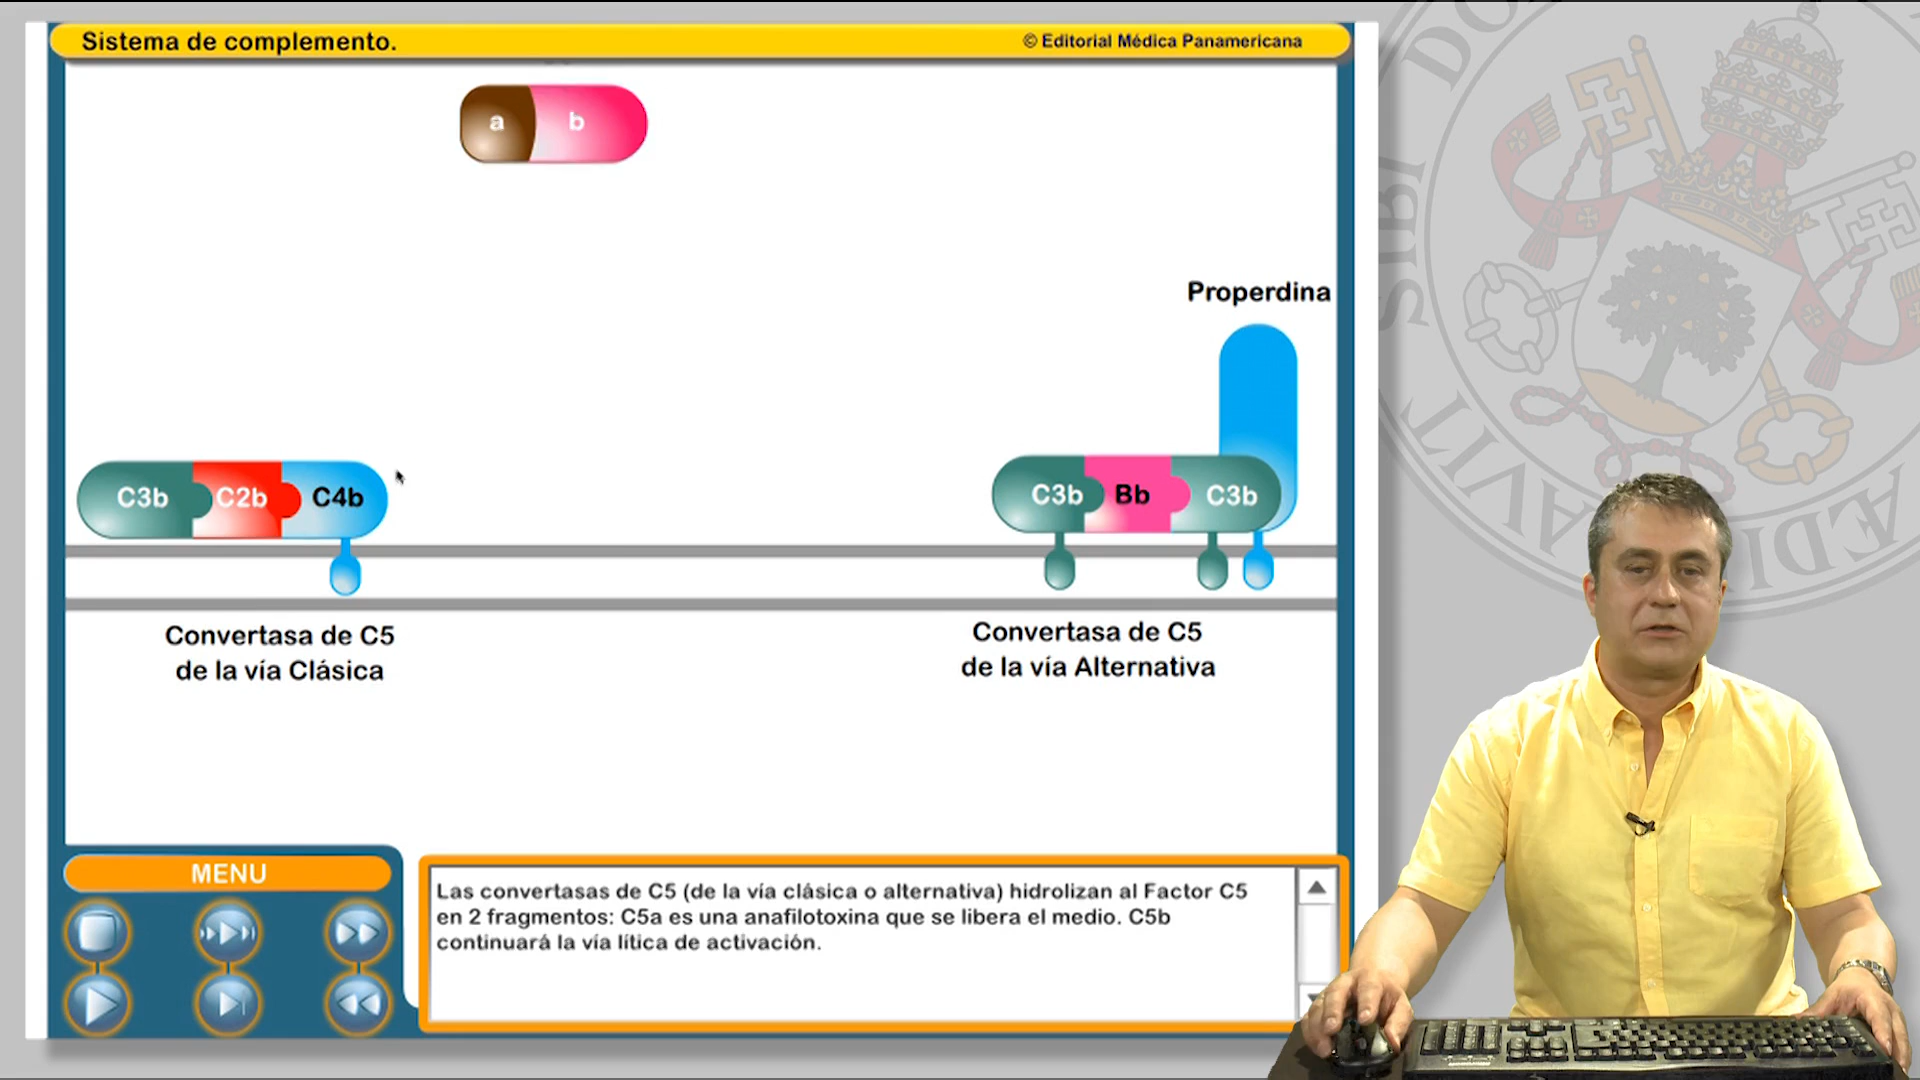 Sistema de complemento.
© Editorial Médica Panamericana
a b
Properdina
C3b C2b C4b
C3b Bb C3b
Convertasa de C5
de la vía Clásica
Convertasa de C5
de la vía Alternativa
MENU
Las convertasas de C5 (de la vía clásica o alternativa) hidrolizan al Factor C5
en 2 fragmentos: C5a es una anafilotoxina que se libera el medio. C5b
continuará la vía lítica de activación.